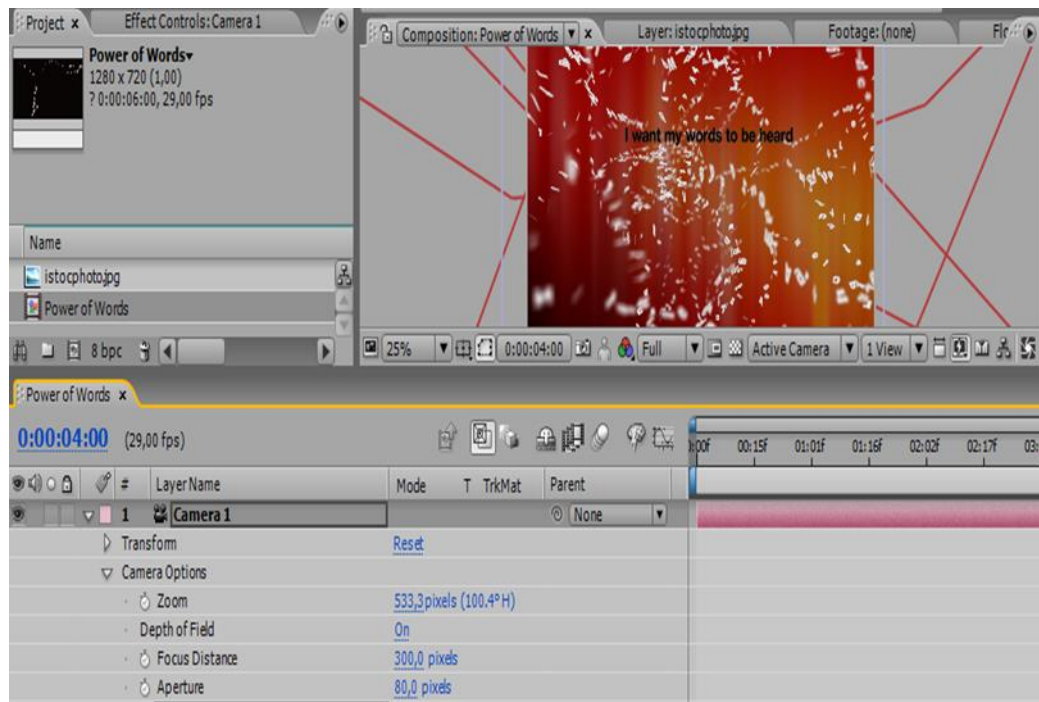 Project × Effect Controls: Camera 1
Power of Words
1280 x 720 (1,00)
? 0:00:06:00, 29,00 fps
Name
istocphoto.jpg
Power of Words
8 bpc
Composition: Power of Words × Layer: istocphoto.jpg Footage: (none)
I want my words to be heard
25% 0:00:04:00 Full Active Camera 1 View
Power of Words ×
0:00:04:00 (29,00 fps)
):00f 00:15f 01:01f 01:16f 02:02f 02:17f 03:
# Layer Name Mode T TrkMat Parent
1 Camera 1 None
Transform Reset
Camera Options
Zoom 533,3 pixels (100.4° H)
Depth of Field On
Focus Distance 300,0 pixels
Aperture 80,0 pixels